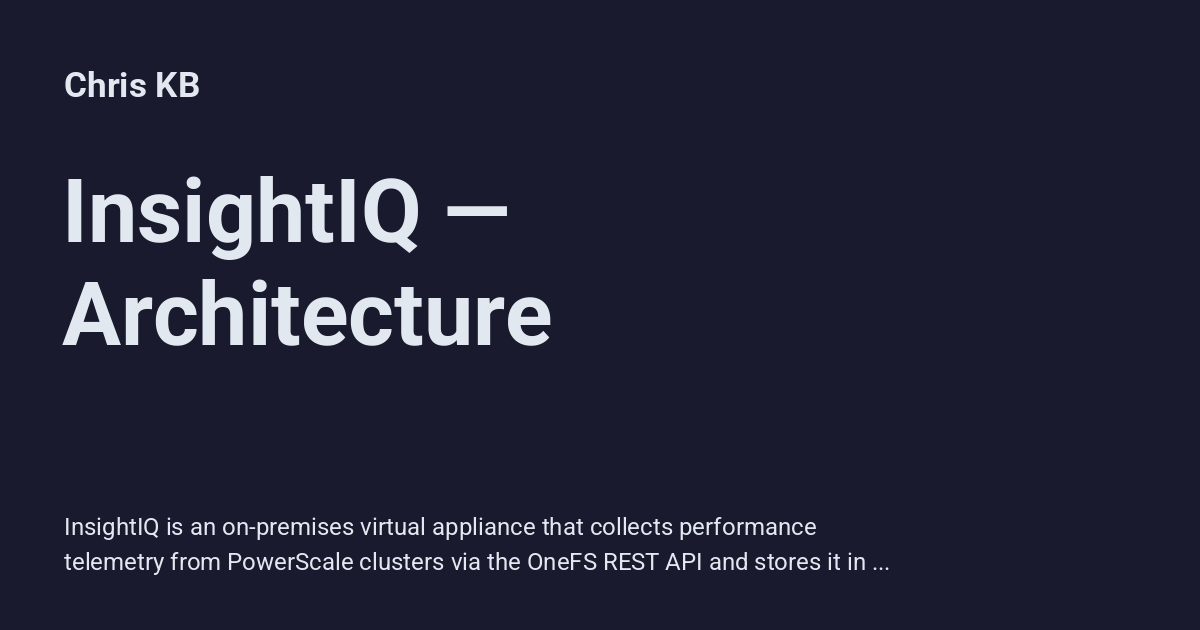 Chris KB
InsightIQ —
Architecture
InsightIQ is an on-premises virtual appliance that collects performance
telemetry from PowerScale clusters via the OneFS REST API and stores it in ...